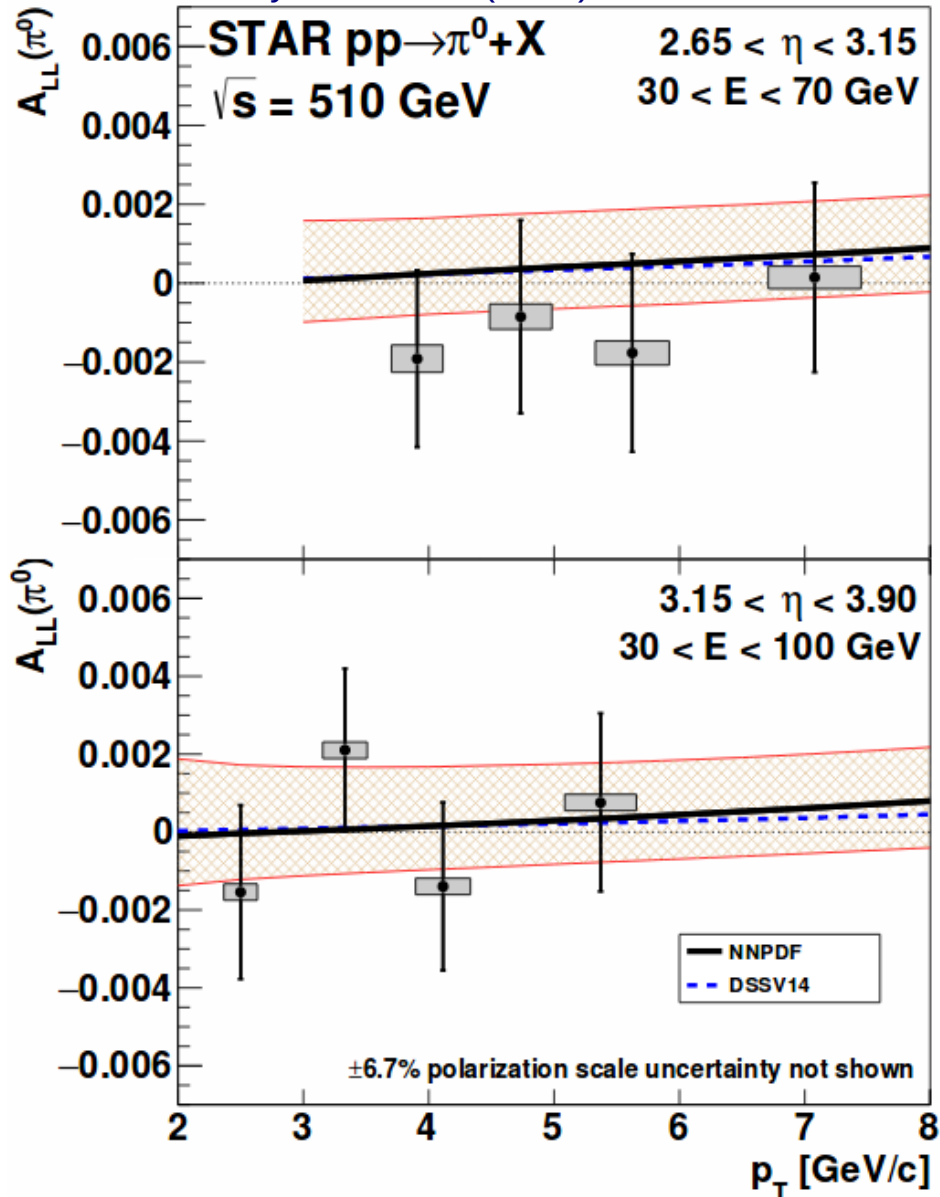 STAR pp→π⁰+X
√s = 510 GeV
2.65 < η < 3.15
30 < E < 70 GeV
A_LL(π⁰)
0.006
0.004
0.002
0
−0.002
−0.004
−0.006
3.15 < η < 3.90
30 < E < 100 GeV
A_LL(π⁰)
0.006
0.004
0.002
0
−0.002
−0.004
−0.006
NNPDF
DSSV14
±6.7% polarization scale uncertainty not shown
2 3 4 5 6 7 8
p_T [GeV/c]